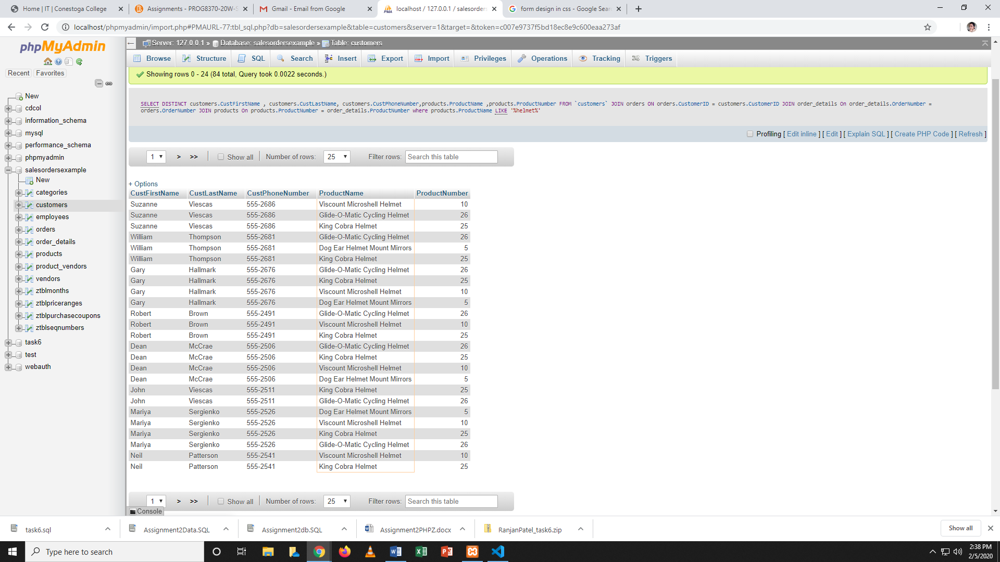 Home | IT | Conestoga College
Assignments - PROG8370-20W-S
Gmail - Email from Google
localhost / 127.0.0.1 / salesorders
form design in css - Google Sear
localhost/phpmyadmin/import.php#PMAURL-77:tbl_sql.php?db=salesordersexample&table=customers&server=1&target=&token=c007e9737f5bd18ec8e9c600eaa273af
phpMyAdmin
Recent Favorites
New
cdcol
information_schema
mysql
performance_schema
phpmyadmin
salesordersexample
New
categories
customers
employees
orders
order_details
products
product_vendors
vendors
ztblmonths
ztblpriceranges
ztblpurchasecoupons
ztblseqnumbers
task6
test
webauth
Server: 127.0.0.1 » Database: salesordersexample » Table: customers
Browse Structure SQL Search Insert Export Import Privileges Operations Tracking Triggers
Showing rows 0 - 24 (84 total, Query took 0.0022 seconds.)
SELECT DISTINCT customers.CustFirstName , customers.CustLastName, customers.CustPhoneNumber,products.ProductName ,products.ProductNumber FROM `customers` JOIN orders ON orders.CustomerID = customers.CustomerID JOIN order_details On order_details.OrderNumber =
orders.OrderNumber JOIN products ON products.ProductNumber = order_details.ProductNumber where products.ProductName LIKE '%helmet%'
Profiling [ Edit inline ] [ Edit ] [ Explain SQL ] [ Create PHP Code ] [ Refresh ]
1 > >> Show all Number of rows: 25 Filter rows: Search this table
+ Options
CustFirstName CustLastName CustPhoneNumber ProductName ProductNumber
Suzanne Viescas 555-2686 Viscount Microshell Helmet 10
Suzanne Viescas 555-2686 Glide-O-Matic Cycling Helmet 26
Suzanne Viescas 555-2686 King Cobra Helmet 25
William Thompson 555-2681 Glide-O-Matic Cycling Helmet 26
William Thompson 555-2681 Dog Ear Helmet Mount Mirrors 5
William Thompson 555-2681 King Cobra Helmet 25
Gary Hallmark 555-2676 Glide-O-Matic Cycling Helmet 26
Gary Hallmark 555-2676 King Cobra Helmet 25
Gary Hallmark 555-2676 Viscount Microshell Helmet 10
Gary Hallmark 555-2676 Dog Ear Helmet Mount Mirrors 5
Robert Brown 555-2491 Glide-O-Matic Cycling Helmet 26
Robert Brown 555-2491 Viscount Microshell Helmet 10
Robert Brown 555-2491 King Cobra Helmet 25
Dean McCrae 555-2506 Glide-O-Matic Cycling Helmet 26
Dean McCrae 555-2506 King Cobra Helmet 25
Dean McCrae 555-2506 Viscount Microshell Helmet 10
Dean McCrae 555-2506 Dog Ear Helmet Mount Mirrors 5
John Viescas 555-2511 King Cobra Helmet 25
John Viescas 555-2511 Glide-O-Matic Cycling Helmet 26
Mariya Sergienko 555-2526 Dog Ear Helmet Mount Mirrors 5
Mariya Sergienko 555-2526 Viscount Microshell Helmet 10
Mariya Sergienko 555-2526 King Cobra Helmet 25
Mariya Sergienko 555-2526 Glide-O-Matic Cycling Helmet 26
Neil Patterson 555-2541 Viscount Microshell Helmet 10
Neil Patterson 555-2541 King Cobra Helmet 25
1 > >> Show all Number of rows: 25 Filter rows: Search this table
Console
task6.sql
Assignment2Data.SQL
Assignment2db.SQL
Assignment2PHPZ.docx
RanjanPatel_task6.zip
Show all
Type here to search
2:38 PM
2/5/2020